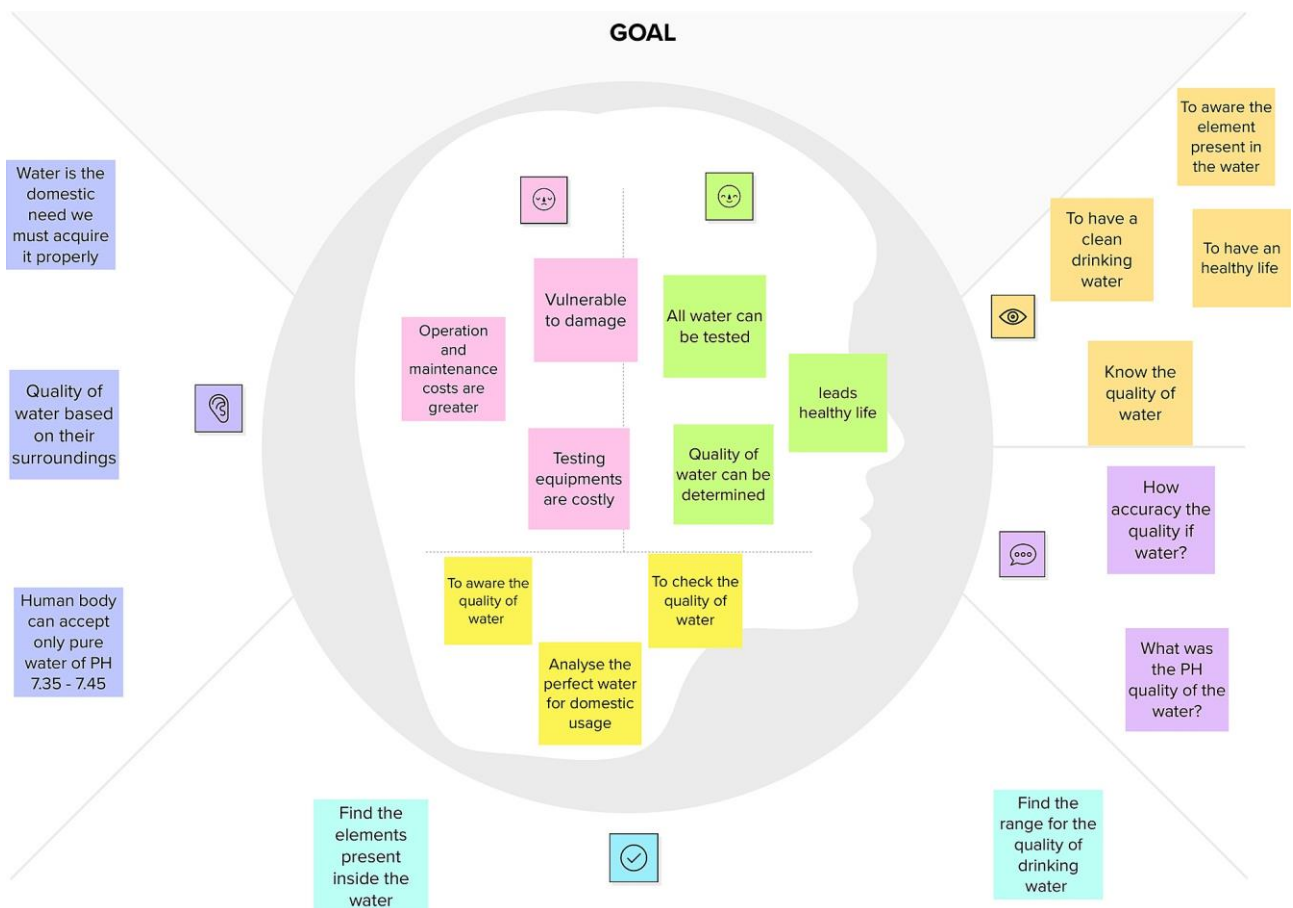 GOAL
Water is the
domestic
need we
must acquire
it properly
Quality of
water based
on their
surroundings
Human body
can accept
only pure
water of PH
7.35 - 7.45
Operation
and
maintenance
costs are
greater
Vulnerable
to damage
Testing
equipments
are costly
All water can
be tested
leads
healthy life
Quality of
water can be
determined
To aware the
quality of
water
Analyse the
perfect water
for domestic
usage
To check the
quality of
water
To aware the
element
present in
the water
To have a
clean
drinking
water
To have an
healthy life
Know the
quality of
water
How
accuracy the
quality if
water?
What was
the PH
quality of the
water?
Find the
elements
present
inside the
water
Find the
range for the
quality of
drinking
water